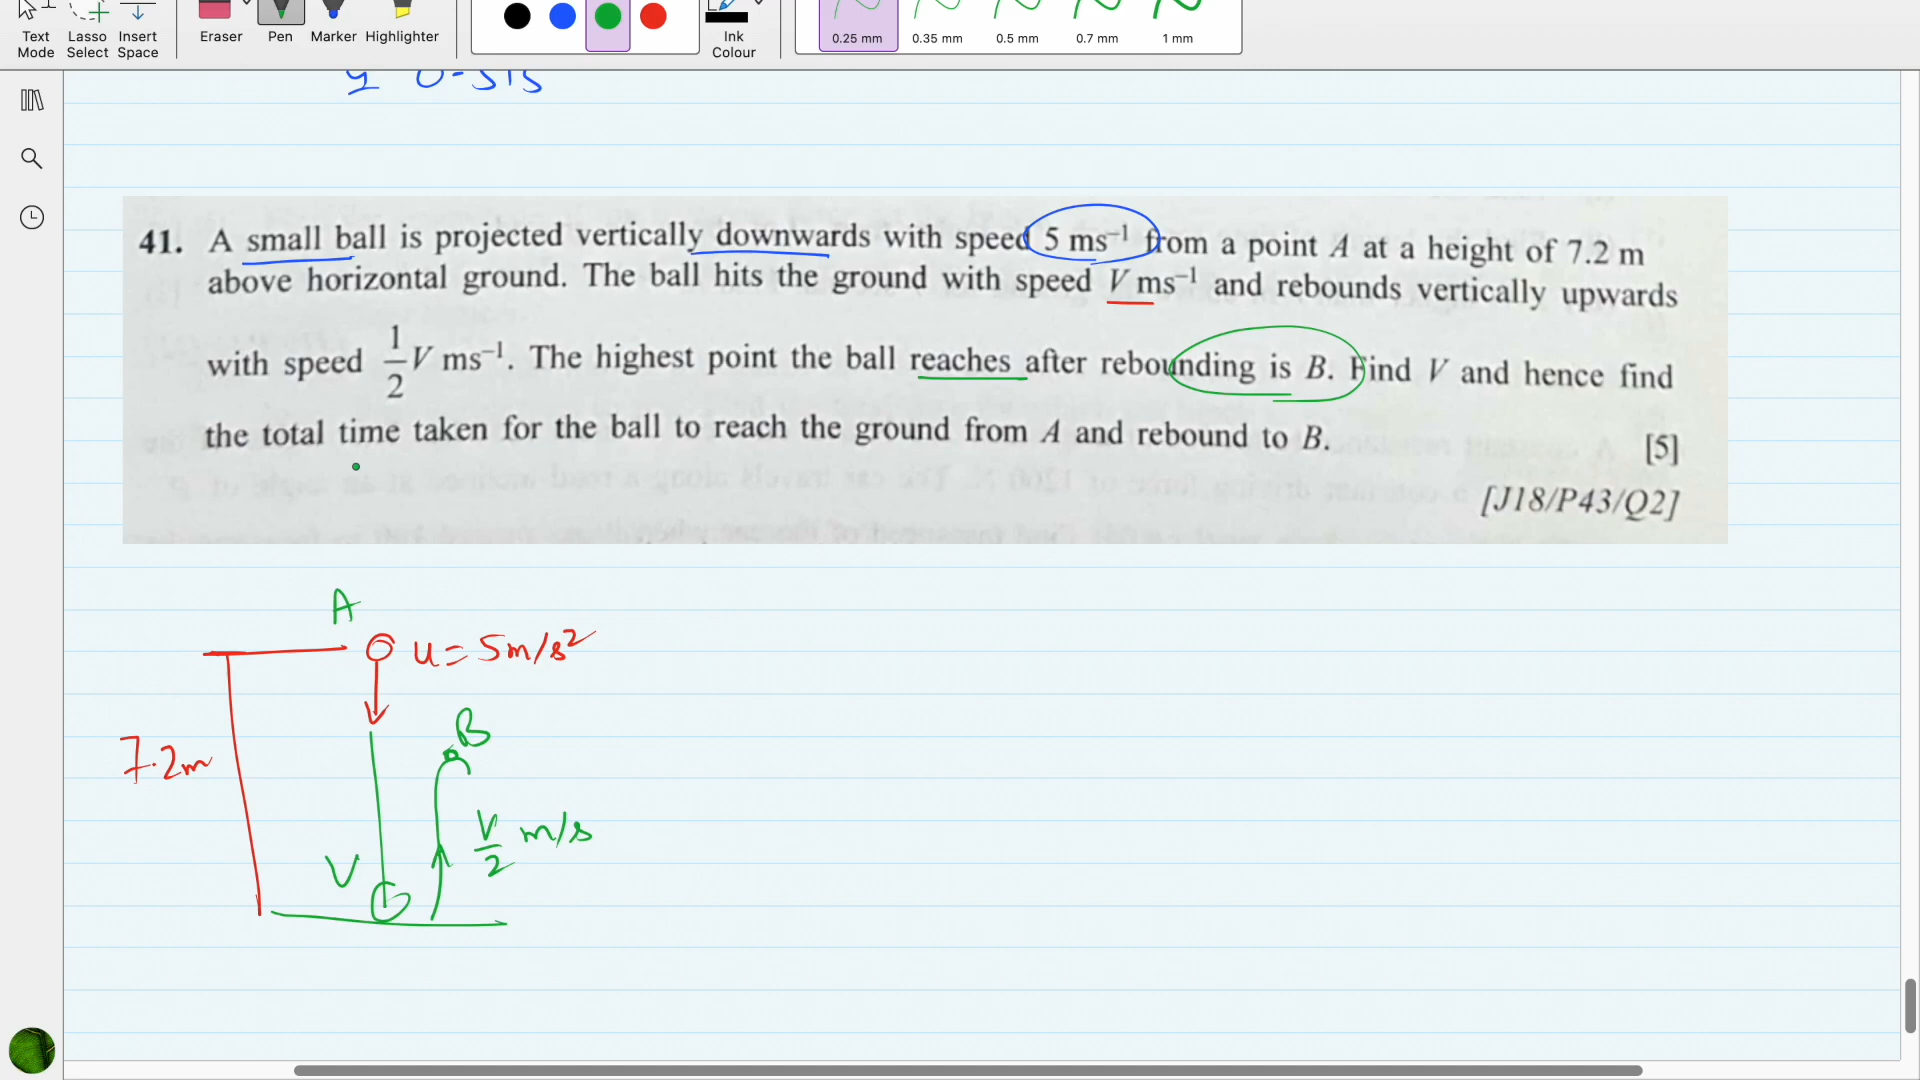 Text Mode
Lasso Select
Insert Space
Eraser
Pen
Marker
Highlighter
Ink Colour
0.25 mm
0.35 mm
0.5 mm
0.7 mm
1 mm
41. A small ball is projected vertically downwards with speed 5 ms⁻¹ from a point A at a height of 7.2 m
above horizontal ground. The ball hits the ground with speed V ms⁻¹ and rebounds vertically upwards
with speed 1/2 V ms⁻¹. The highest point the ball reaches after rebounding is B. Find V and hence find
the total time taken for the ball to reach the ground from A and rebound to B. [5]
[J18/P43/Q2]
A
u = 5m/s²
B
7.2m
V/2 m/s
V